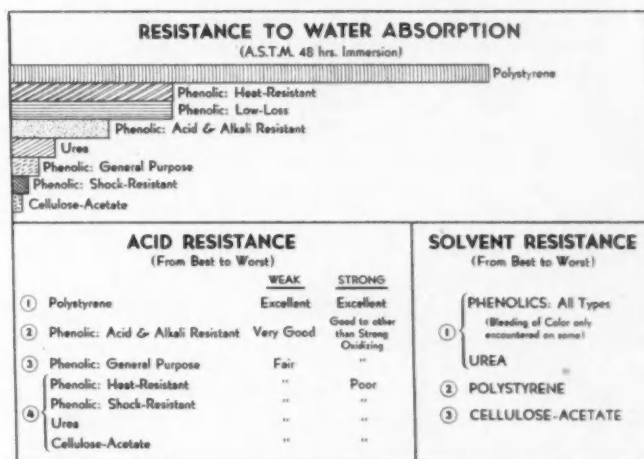 RESISTANCE TO WATER ABSORPTION
(A.S.T.M. 48 hrs. Immersion)
Polystyrene
Phenolic: Heat-Resistant
Phenolic: Low-Loss
Phenolic: Acid & Alkali Resistant
Urea
Phenolic: General Purpose
Phenolic: Shock-Resistant
Cellulose-Acetate
ACID RESISTANCE
(From Best to Worst)
WEAK STRONG
1 Polystyrene Excellent Excellent
2 Phenolic: Acid & Alkali Resistant Very Good Good to other
than Strong
Oxidizing
3 Phenolic: General Purpose Fair "
4 Phenolic: Heat-Resistant " Poor
Phenolic: Shock-Resistant " "
Urea " "
Cellulose-Acetate " "
SOLVENT RESISTANCE
(From Best to Worst)
1 PHENOLICS: All Types
(Bleeding of Color only
encountered on some)
UREA
2 POLYSTYRENE
3 CELLULOSE-ACETATE